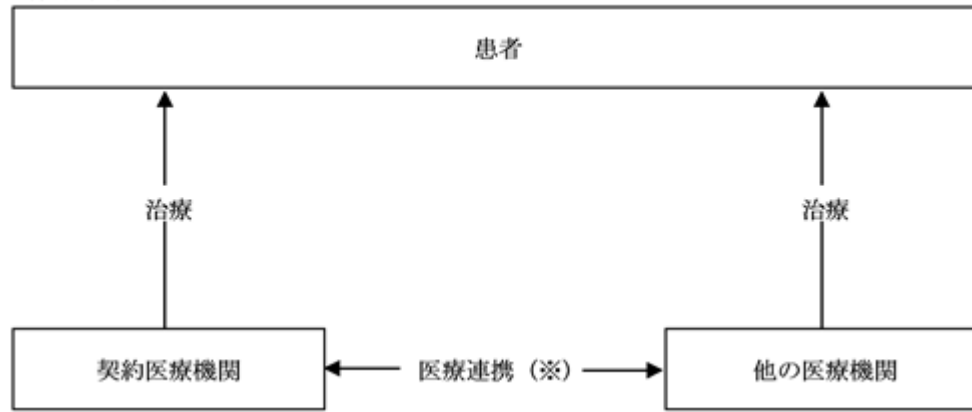 患者
治療
治療
契約医療機関
医療連携（※）
他の医療機関